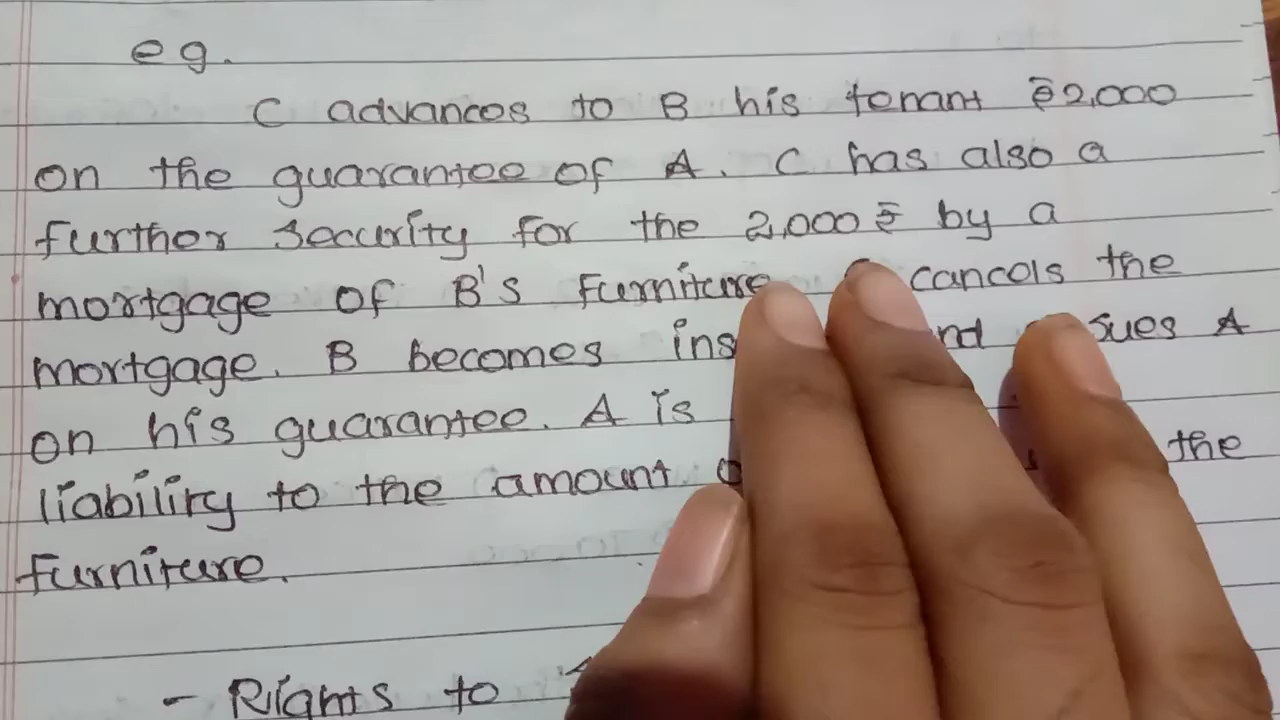 eg.
C advances to B his tenant ₹2,000
on the guarantee of A. C has also a
further security for the 2,000 ₹ by a
mortgage of B's furniture cancels the
mortgage. B becomes sues A
on his guarantee. A is
liability to the amount the
furniture.
- Rights to